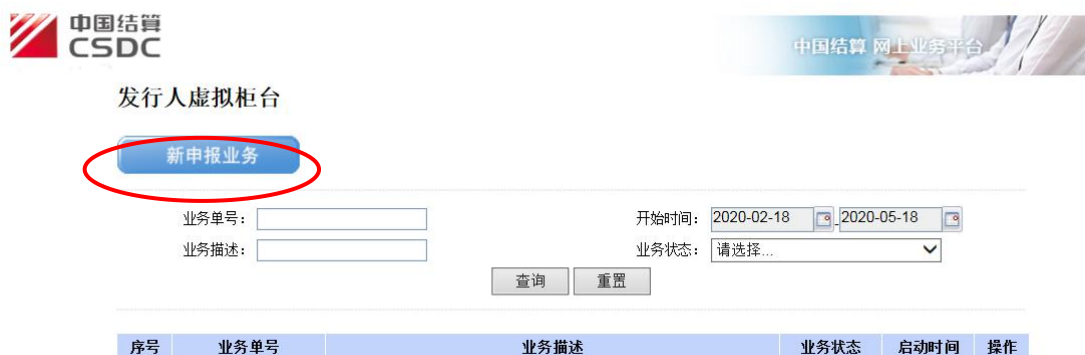 中国结算
CSDC
中国结算 网上业务平台
发行人虚拟柜台
新申报业务
业务单号： 开始时间： 2020-02-18 - 2020-05-18
业务描述： 业务状态： 请选择...
查询 重置
序号 业务单号 业务描述 业务状态 启动时间 操作